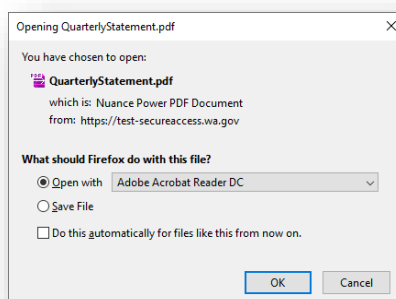 Opening QuarterlyStatement.pdf
You have chosen to open:
QuarterlyStatement.pdf
which is: Nuance Power PDF Document
from: https://test-secureaccess.wa.gov
What should Firefox do with this file?
Open with Adobe Acrobat Reader DC
Save File
Do this automatically for files like this from now on.
OK Cancel